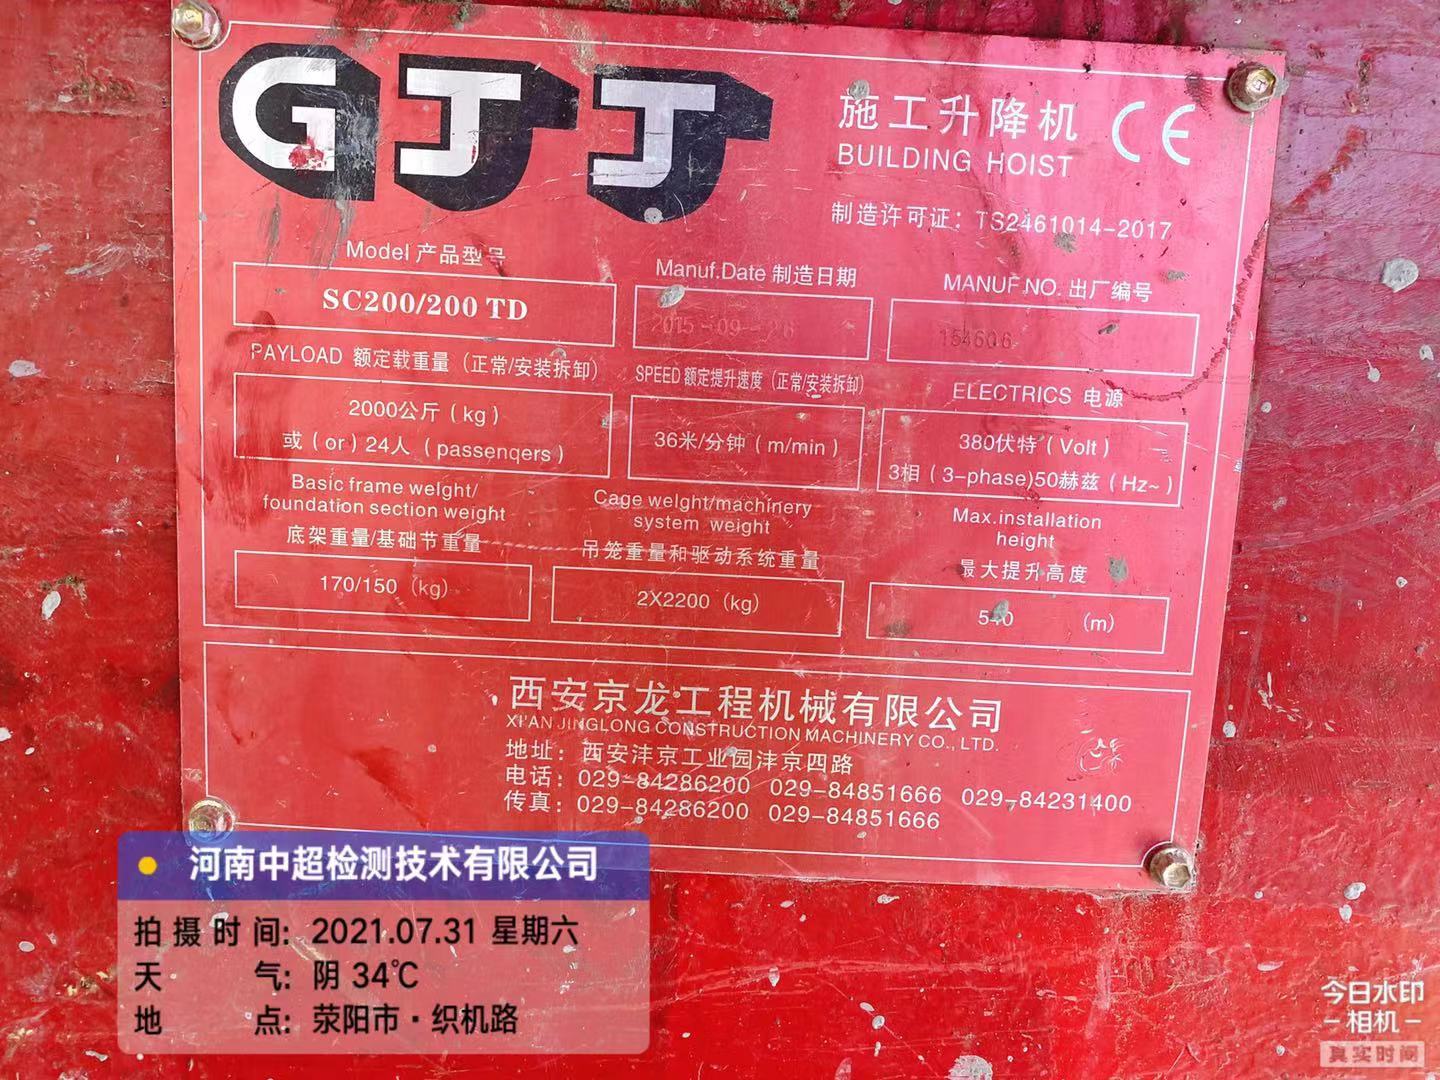 GJJ
施工升降机 CE
BUILDING HOIST
制造许可证：TS2461014-2017
Model 产品型号
SC200/200 TD
Manuf.Date 制造日期
2015-09-26
MANUF.NO. 出厂编号
154606
PAYLOAD 额定载重量（正常/安装拆卸）
2000公斤（kg）
或（or）24人（passenqers）
SPEED 额定提升速度（正常/安装拆卸）
36米/分钟（m/min）
ELECTRICS 电源
380伏特（Volt）
3相（3-phase)50赫兹（Hz~）
Basic frame weight/
foundation section weight
底架重量/基础节重量
170/150（kg）
Cage weight/machinery
system weight
吊笼重量和驱动系统重量
2X2200（kg）
Max.installation
height
最大提升高度
540 （m）
西安京龙工程机械有限公司
XI'AN JINGLONG CONSTRUCTION MACHINERY CO., LTD.
地址：西安沣京工业园沣京四路
电话：029-84286200 029-84851666 029-84231400
传真：029-84286200 029-84851666
河南中超检测技术有限公司
拍摄时间: 2021.07.31 星期六
天气: 阴 34℃
地点: 荥阳市·织机路
今日水印
-相机-
真实时间